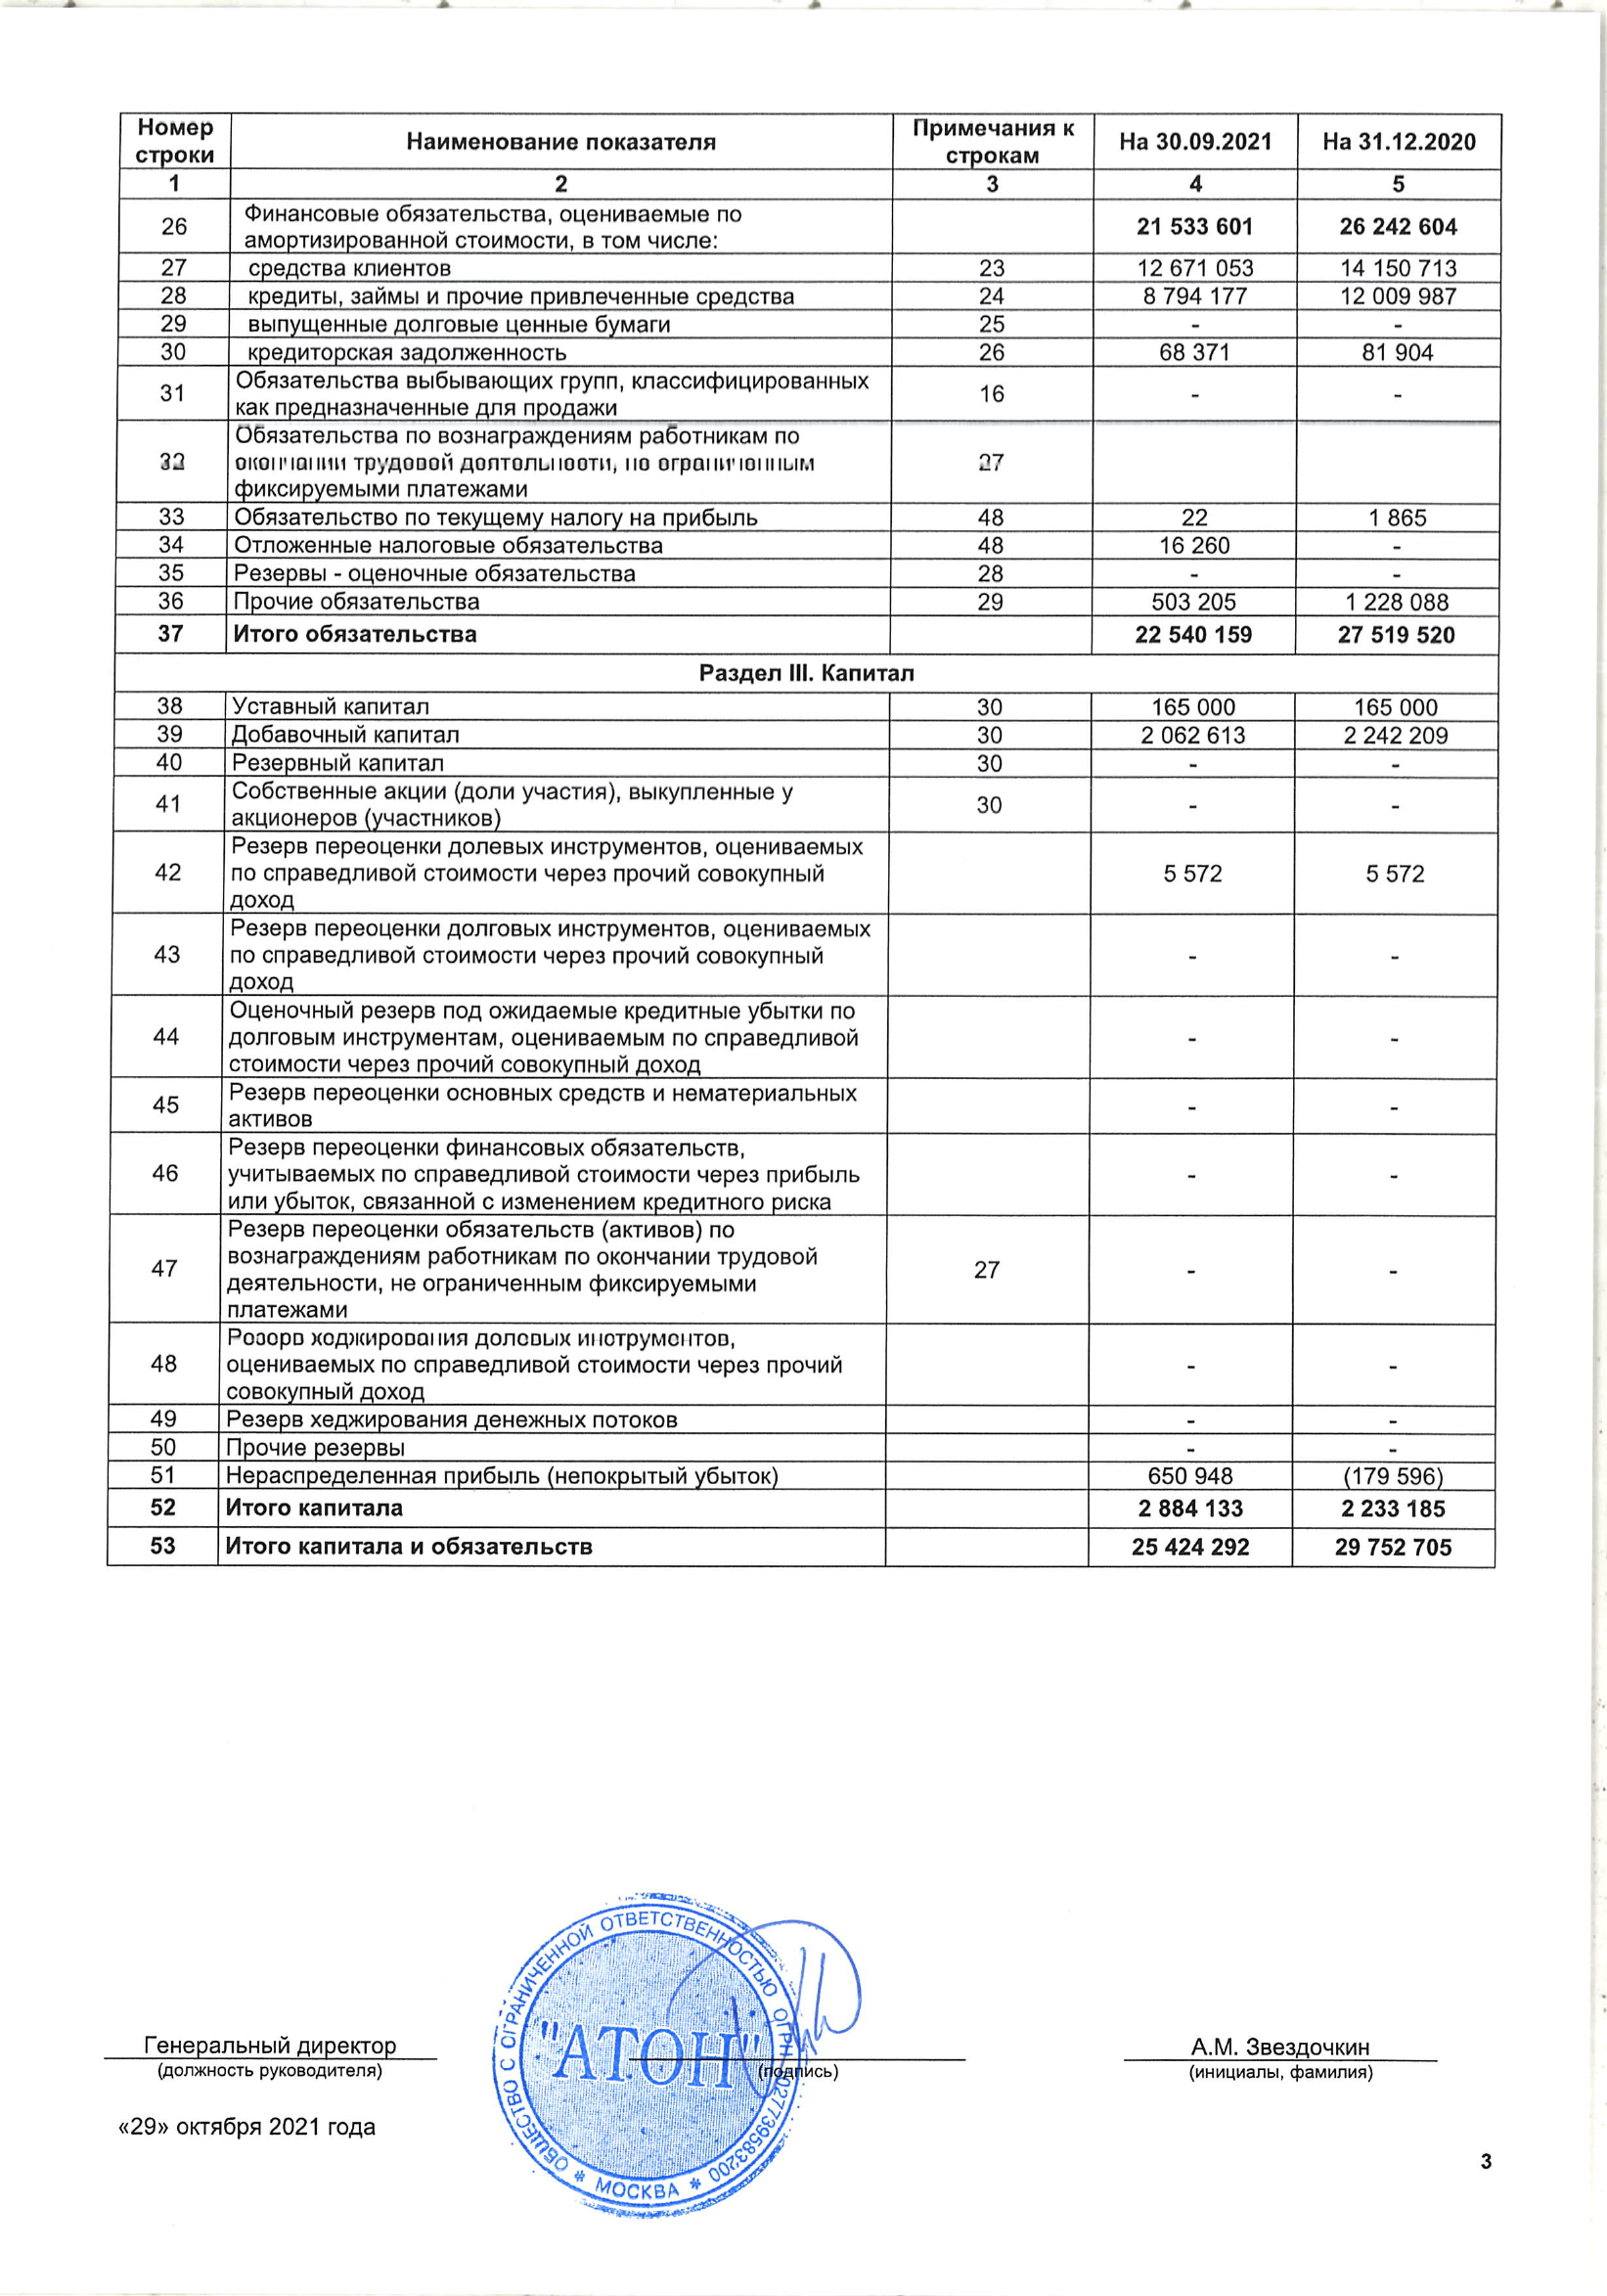 Номер строки Наименование показателя Примечания к строкам На 30.09.2021 На 31.12.2020
1 2 3 4 5
26 Финансовые обязательства, оцениваемые по амортизированной стоимости, в том числе: 21 533 601 26 242 604
27 средства клиентов 23 12 671 053 14 150 713
28 кредиты, займы и прочие привлеченные средства 24 8 794 177 12 009 987
29 выпущенные долговые ценные бумаги 25 - -
30 кредиторская задолженность 26 68 371 81 904
31 Обязательства выбывающих групп, классифицированных как предназначенные для продажи 16 - -
32 Обязательства по вознаграждениям работникам по окончании трудовой деятельности, не ограниченным фиксируемыми платежами 27
33 Обязательство по текущему налогу на прибыль 48 22 1 865
34 Отложенные налоговые обязательства 48 16 260 -
35 Резервы - оценочные обязательства 28 - -
36 Прочие обязательства 29 503 205 1 228 088
37 Итого обязательства 22 540 159 27 519 520
Раздел III. Капитал
38 Уставный капитал 30 165 000 165 000
39 Добавочный капитал 30 2 062 613 2 242 209
40 Резервный капитал 30 - -
41 Собственные акции (доли участия), выкупленные у акционеров (участников) 30 - -
42 Резерв переоценки долевых инструментов, оцениваемых по справедливой стоимости через прочий совокупный доход 5 572 5 572
43 Резерв переоценки долговых инструментов, оцениваемых по справедливой стоимости через прочий совокупный доход - -
44 Оценочный резерв под ожидаемые кредитные убытки по долговым инструментам, оцениваемым по справедливой стоимости через прочий совокупный доход - -
45 Резерв переоценки основных средств и нематериальных активов - -
46 Резерв переоценки финансовых обязательств, учитываемых по справедливой стоимости через прибыль или убыток, связанной с изменением кредитного риска - -
47 Резерв переоценки обязательств (активов) по вознаграждениям работникам по окончании трудовой деятельности, не ограниченным фиксируемыми платежами 27 - -
48 Резерв хеджирования долевых инструментов, оцениваемых по справедливой стоимости через прочий совокупный доход - -
49 Резерв хеджирования денежных потоков - -
50 Прочие резервы - -
51 Нераспределенная прибыль (непокрытый убыток) 650 948 (179 596)
52 Итого капитала 2 884 133 2 233 185
53 Итого капитала и обязательств 25 424 292 29 752 705
ОБЩЕСТВО С ОГРАНИЧЕННОЙ ОТВЕТСТВЕННОСТЬЮ ОГРН 1027739583200
* МОСКВА *
"АТОН"
Генеральный директор А.М. Звездочкин
(должность руководителя) (подпись) (инициалы, фамилия)
«29» октября 2021 года
3